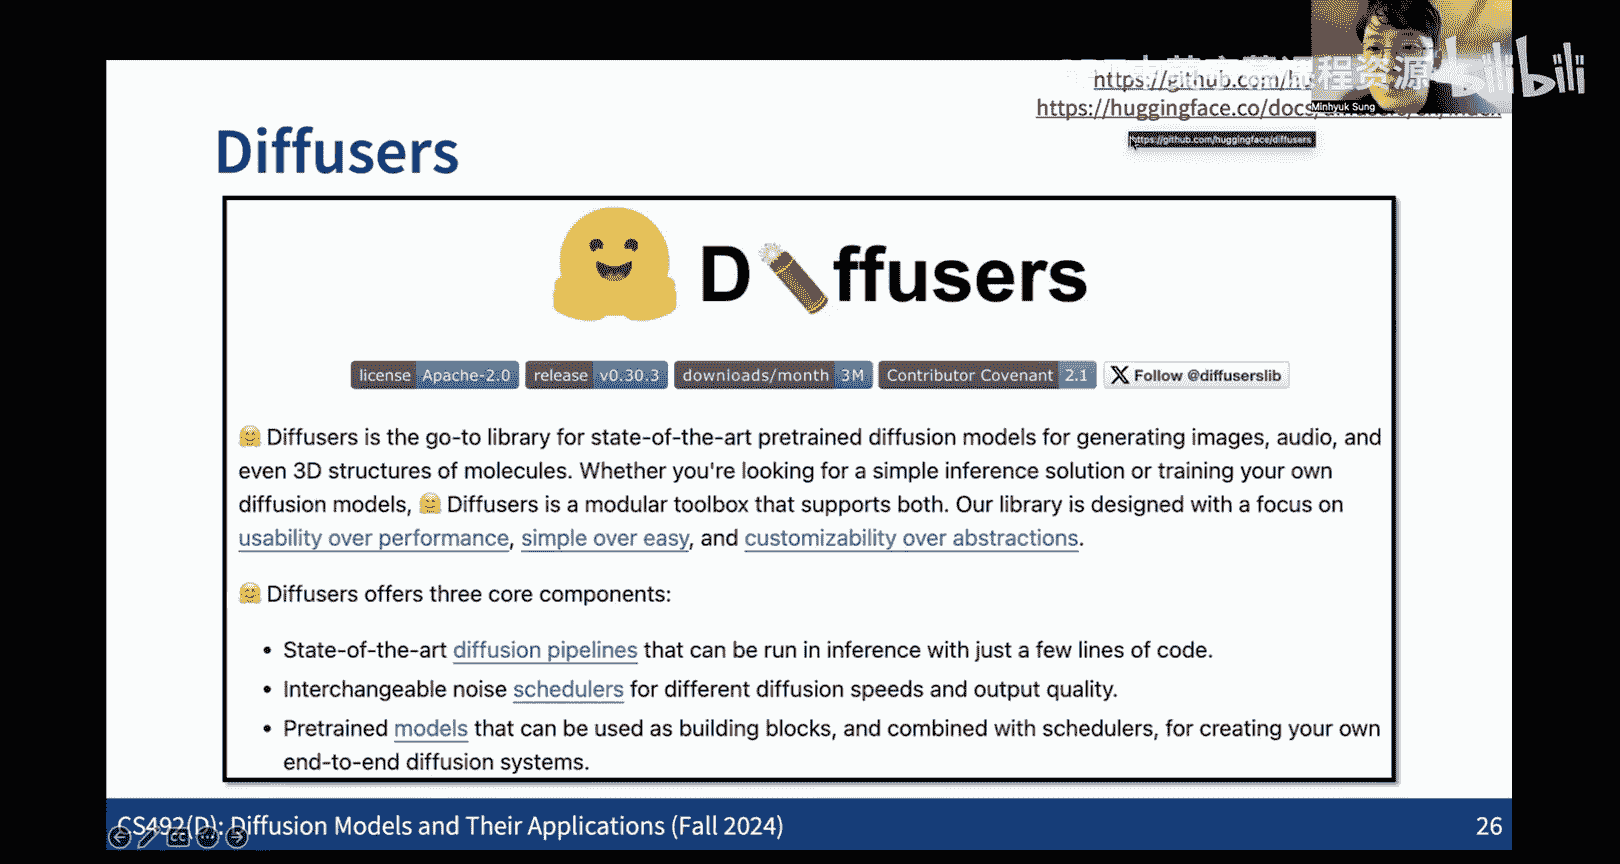 https://github.com/hu
https://huggingface.co/docs/diffusers/en/index
程资源
bilibili
Minhyuk Sung
https://github.com/huggingface/diffusers
Diffusers
D ffusers
license Apache-2.0
release v0.30.3
downloads/month 3M
Contributor Covenant 2.1
X Follow @diffuserslib
Diffusers is the go-to library for state-of-the-art pretrained diffusion models for generating images, audio, and
even 3D structures of molecules. Whether you're looking for a simple inference solution or training your own
diffusion models, 🤗 Diffusers is a modular toolbox that supports both. Our library is designed with a focus on
usability over performance, simple over easy, and customizability over abstractions.
Diffusers offers three core components:
• State-of-the-art diffusion pipelines that can be run in inference with just a few lines of code.
• Interchangeable noise schedulers for different diffusion speeds and output quality.
• Pretrained models that can be used as building blocks, and combined with schedulers, for creating your own
end-to-end diffusion systems.
CS492(D): Diffusion Models and Their Applications (Fall 2024)
26